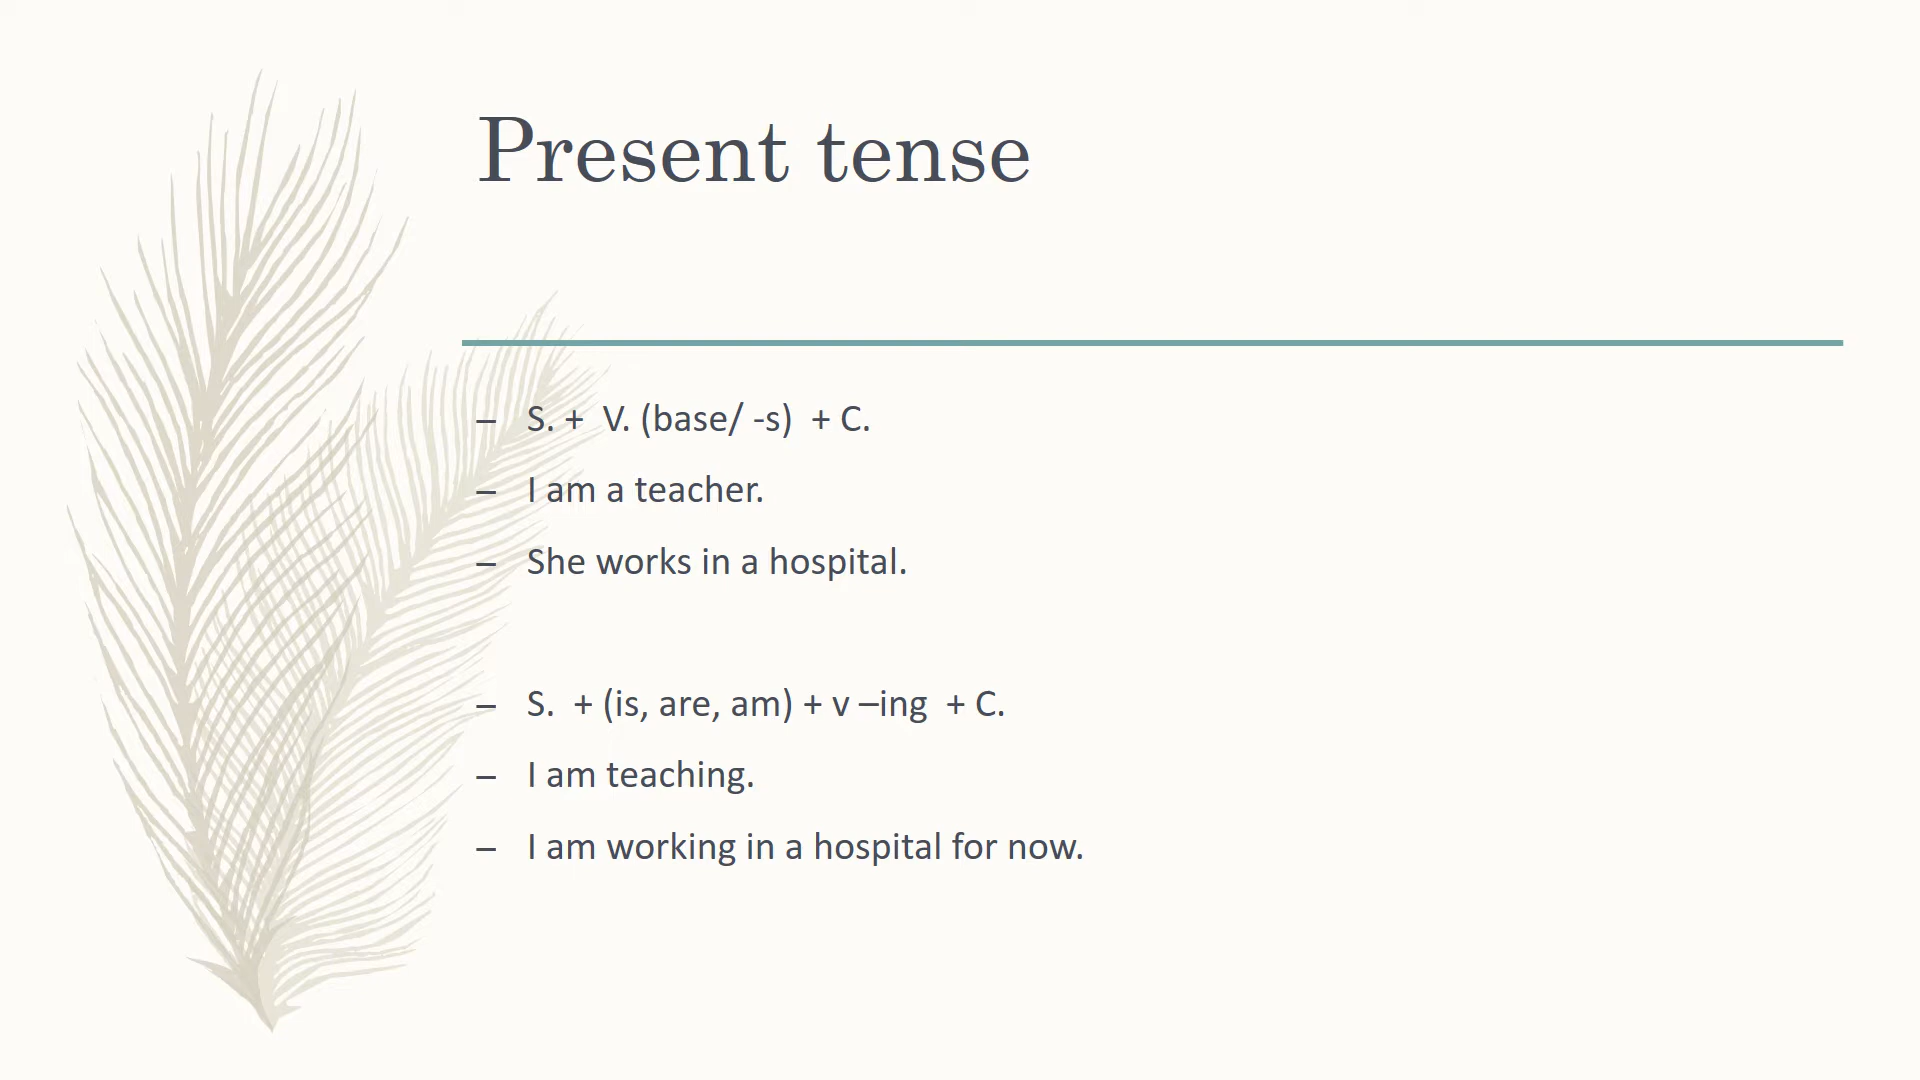 Present tense
– S. + V. (base/ -s) + C.
– I am a teacher.
– She works in a hospital.
– S. + (is, are, am) + v –ing + C.
– I am teaching.
– I am working in a hospital for now.